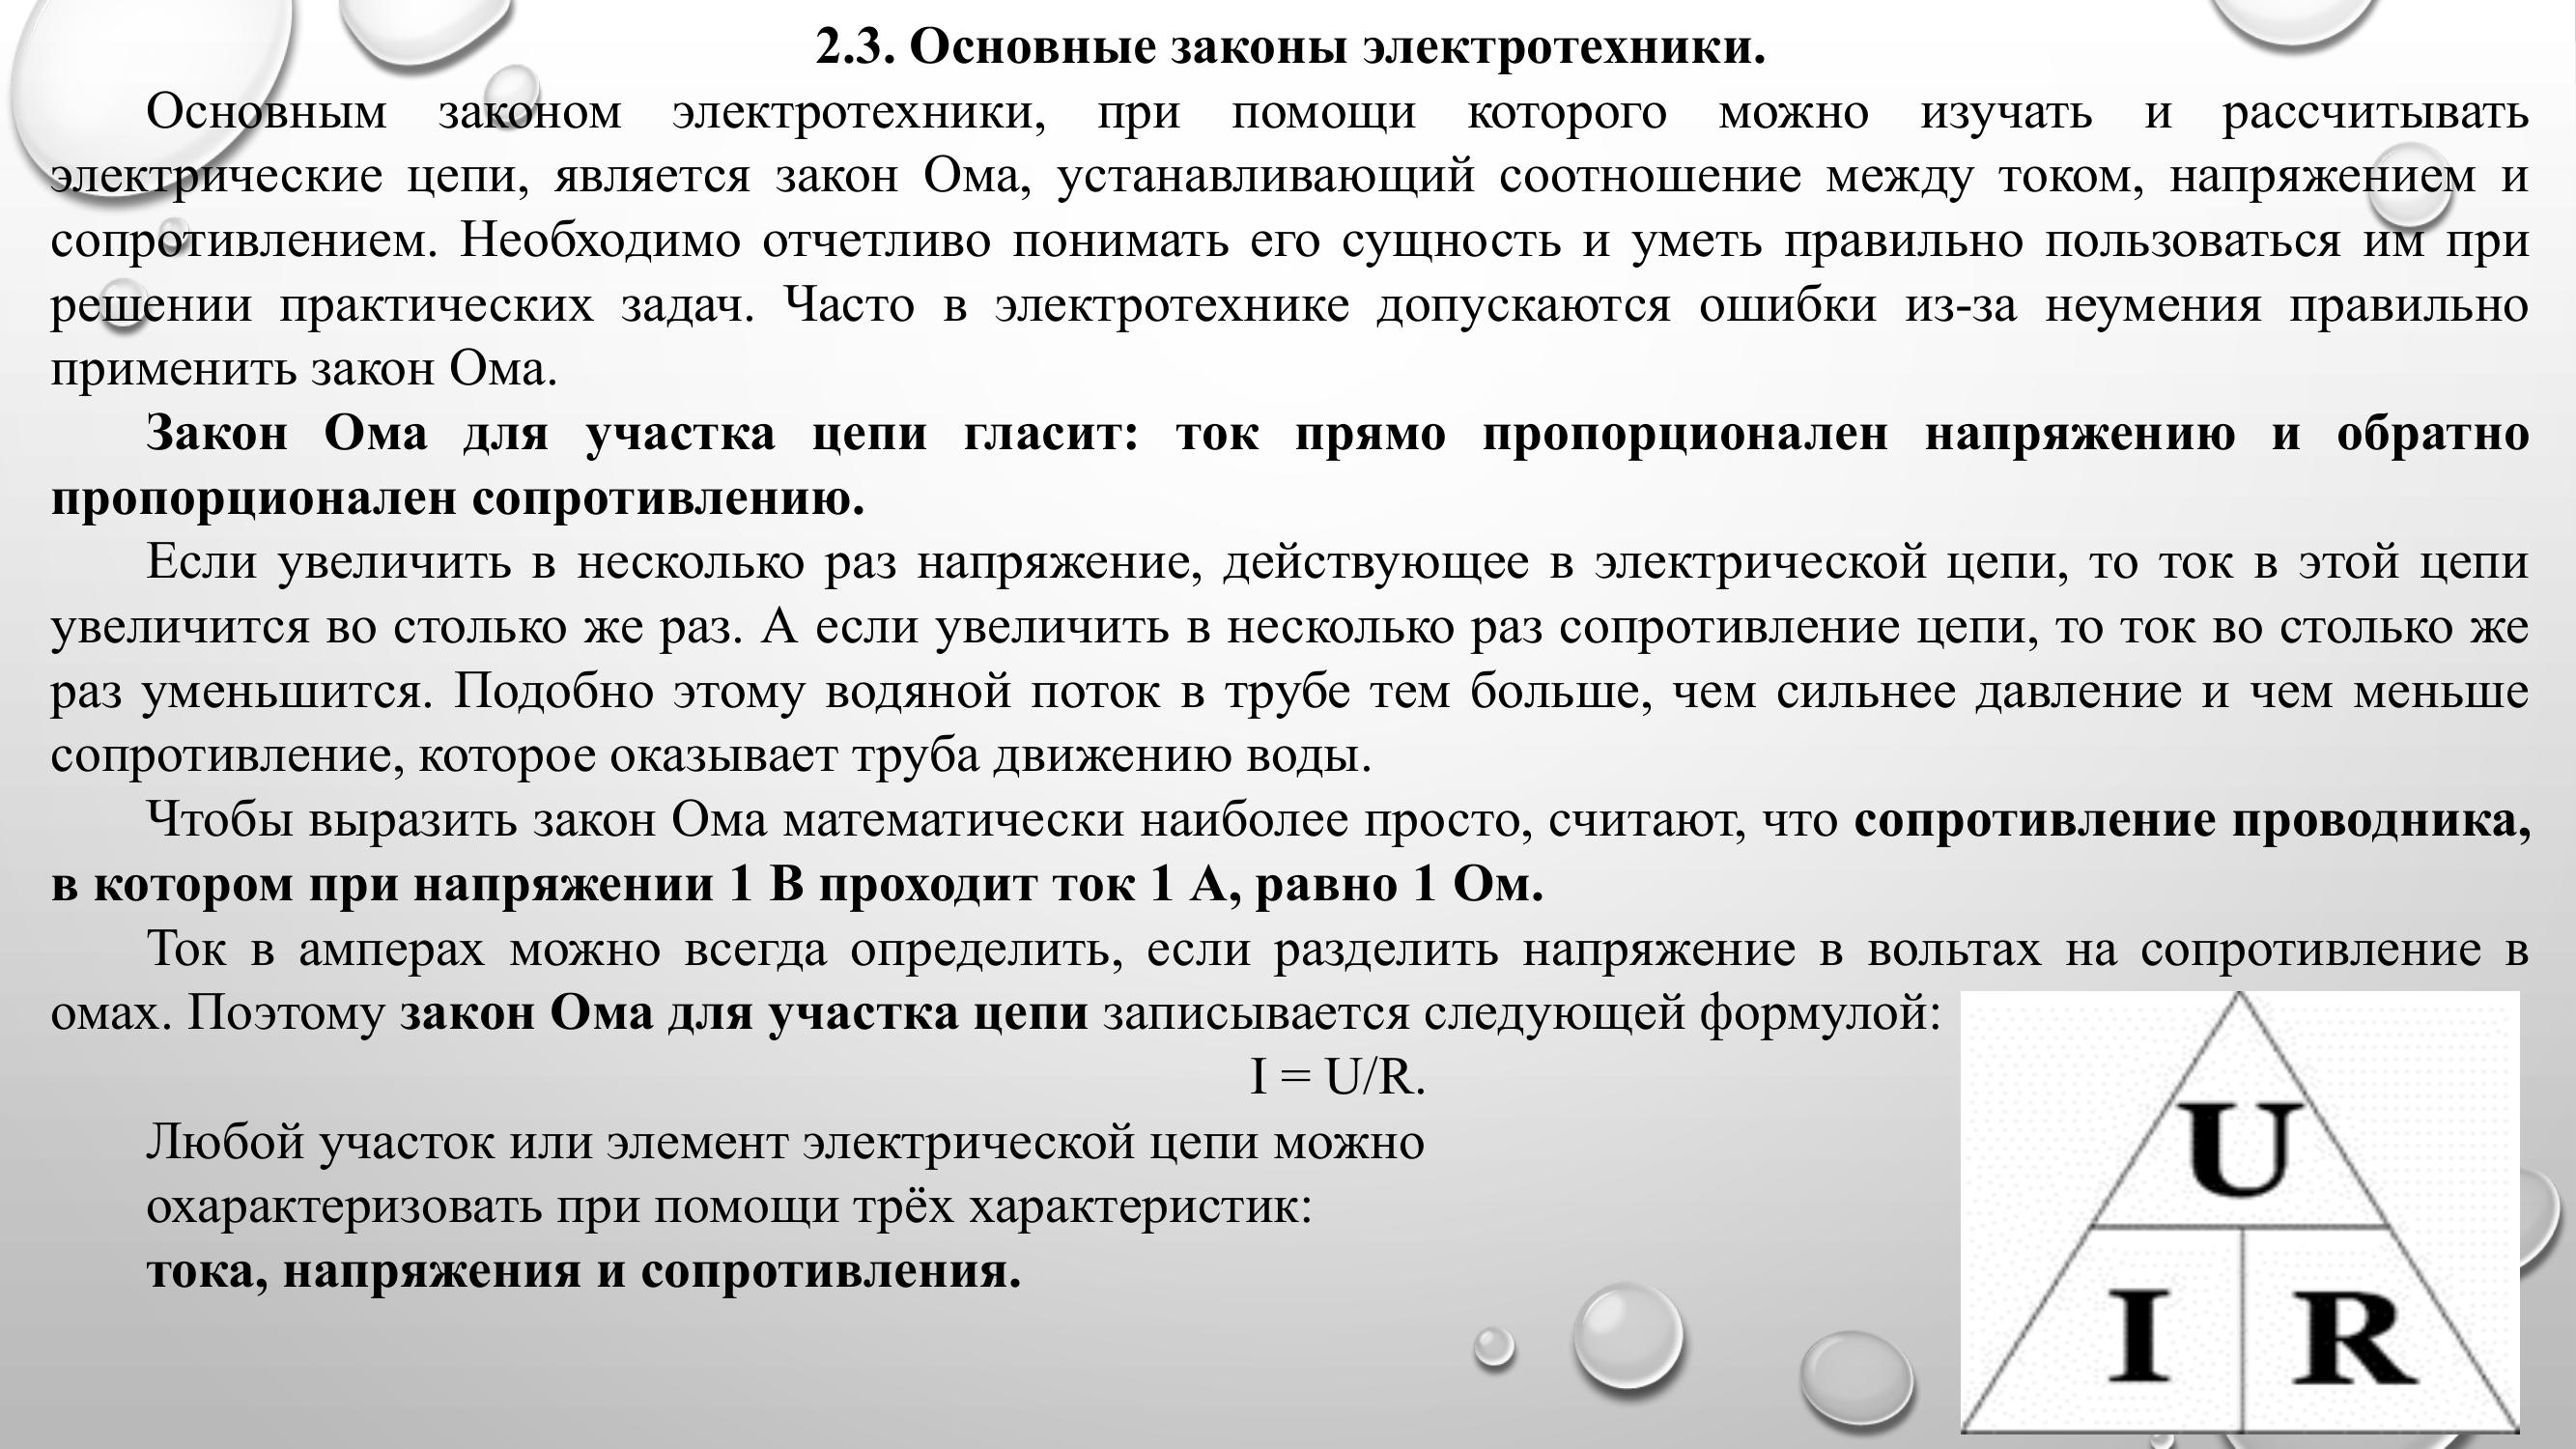 2.3. Основные законы электротехники.
Основным законом электротехники, при помощи которого можно изучать и рассчитывать
электрические цепи, является закон Ома, устанавливающий соотношение между током, напряжением и
сопротивлением. Необходимо отчетливо понимать его сущность и уметь правильно пользоваться им при
решении практических задач. Часто в электротехнике допускаются ошибки из-за неумения правильно
применить закон Ома.
Закон Ома для участка цепи гласит: ток прямо пропорционален напряжению и обратно
пропорционален сопротивлению.
Если увеличить в несколько раз напряжение, действующее в электрической цепи, то ток в этой цепи
увеличится во столько же раз. А если увеличить в несколько раз сопротивление цепи, то ток во столько же
раз уменьшится. Подобно этому водяной поток в трубе тем больше, чем сильнее давление и чем меньше
сопротивление, которое оказывает труба движению воды.
Чтобы выразить закон Ома математически наиболее просто, считают, что сопротивление проводника,
в котором при напряжении 1 В проходит ток 1 А, равно 1 Ом.
Ток в амперах можно всегда определить, если разделить напряжение в вольтах на сопротивление в
омах. Поэтому закон Ома для участка цепи записывается следующей формулой:
I = U/R.
Любой участок или элемент электрической цепи можно
охарактеризовать при помощи трёх характеристик:
тока, напряжения и сопротивления.
U
I R